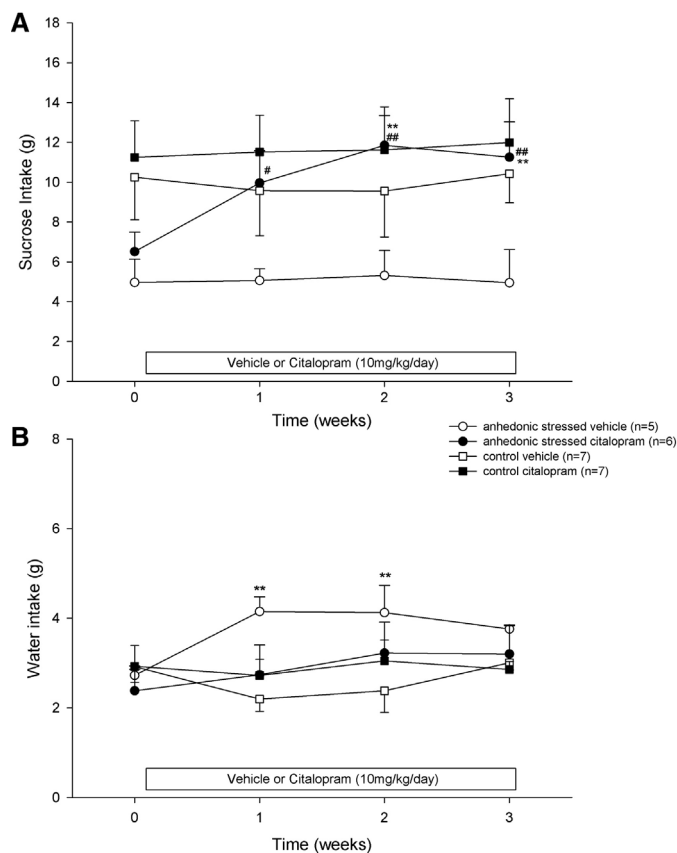 A
18
16
14
12
10
8
6
4
2
0
Sucrose Intake (g)
**
##
#
##
**
Vehicle or Citalopram (10mg/kg/day)
0 1 2 3
Time (weeks)
B
anhedonic stressed vehicle (n=5)
anhedonic stressed citalopram (n=6)
control vehicle (n=7)
control citalopram (n=7)
8
6
4
2
0
Water intake (g)
** **
Vehicle or Citalopram (10mg/kg/day)
0 1 2 3
Time (weeks)